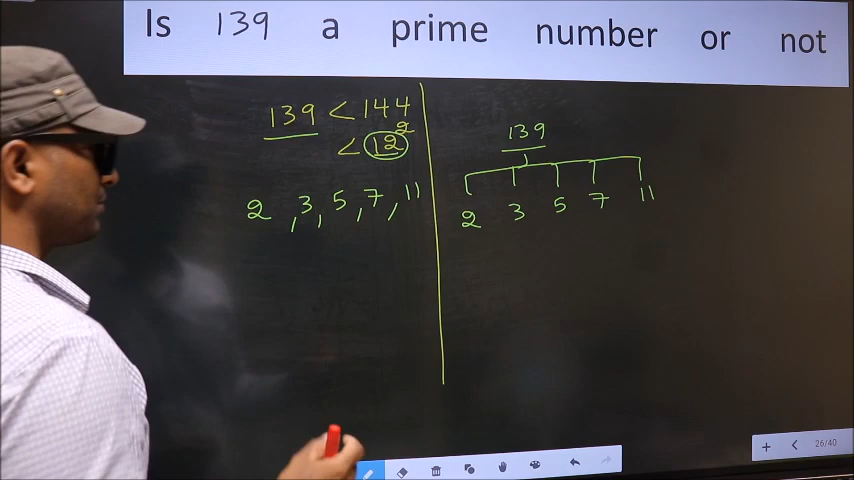 Is 139 a prime number or not
139 < 144
< 12²
2, 3, 5, 7, 11
139
2 3 5 7 11
26/40